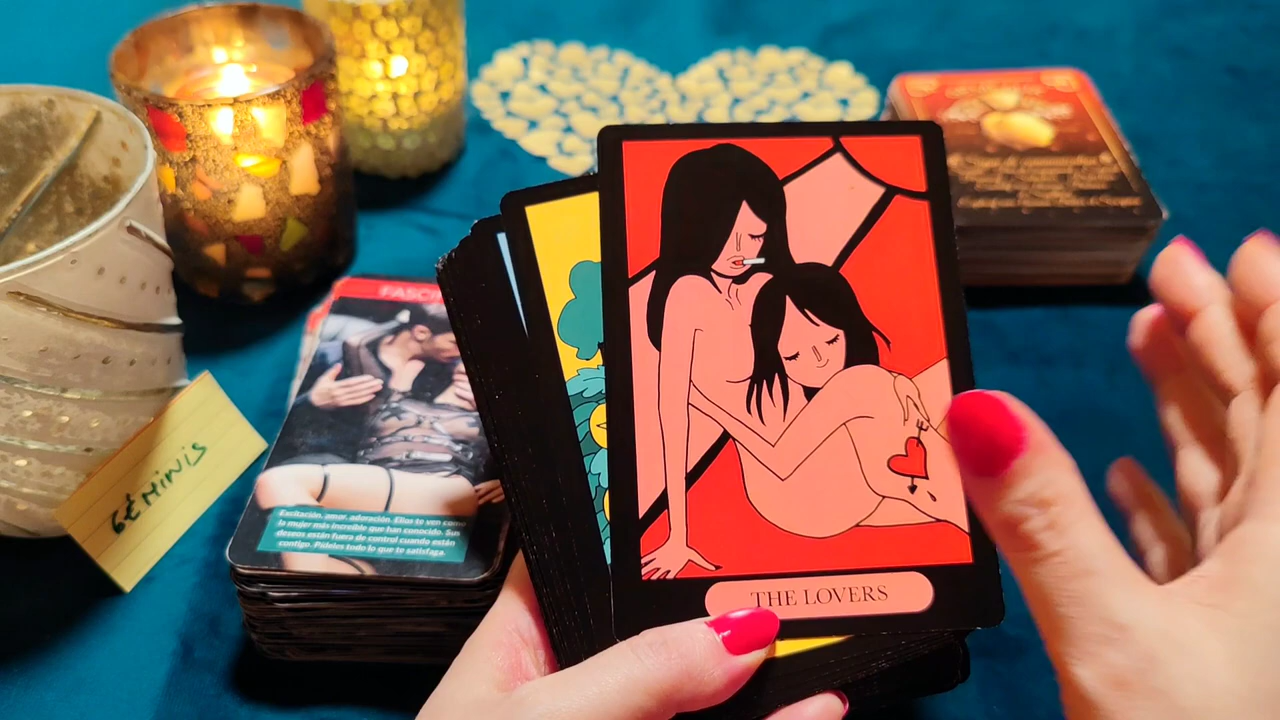 FASCI
Excitación, amor, adoración. Ellos te ven como
la mujer más increíble que han conocido. Sus
deseos están fuera de control cuando están
contigo. Pídeles todo lo que te satisfaga.
6€ MINIS
THE LOVERS